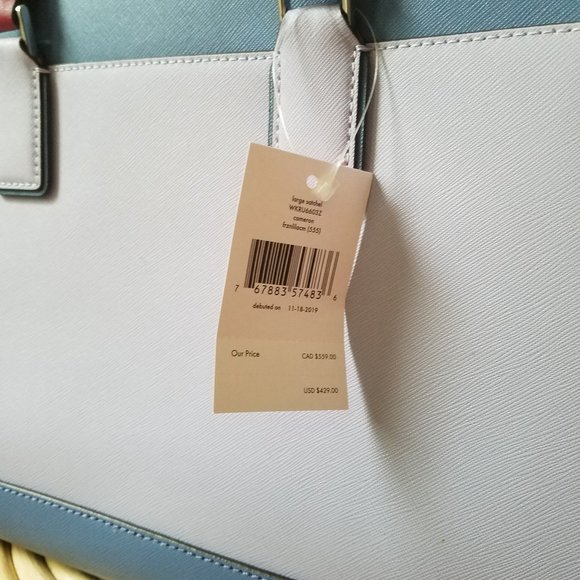 large satchel
WKRU6603Z
cameron
frznlilacm (555)
7 67883 57483 6
debuted on 11-18-2019
Our Price CAD $559.00
USD $429.00